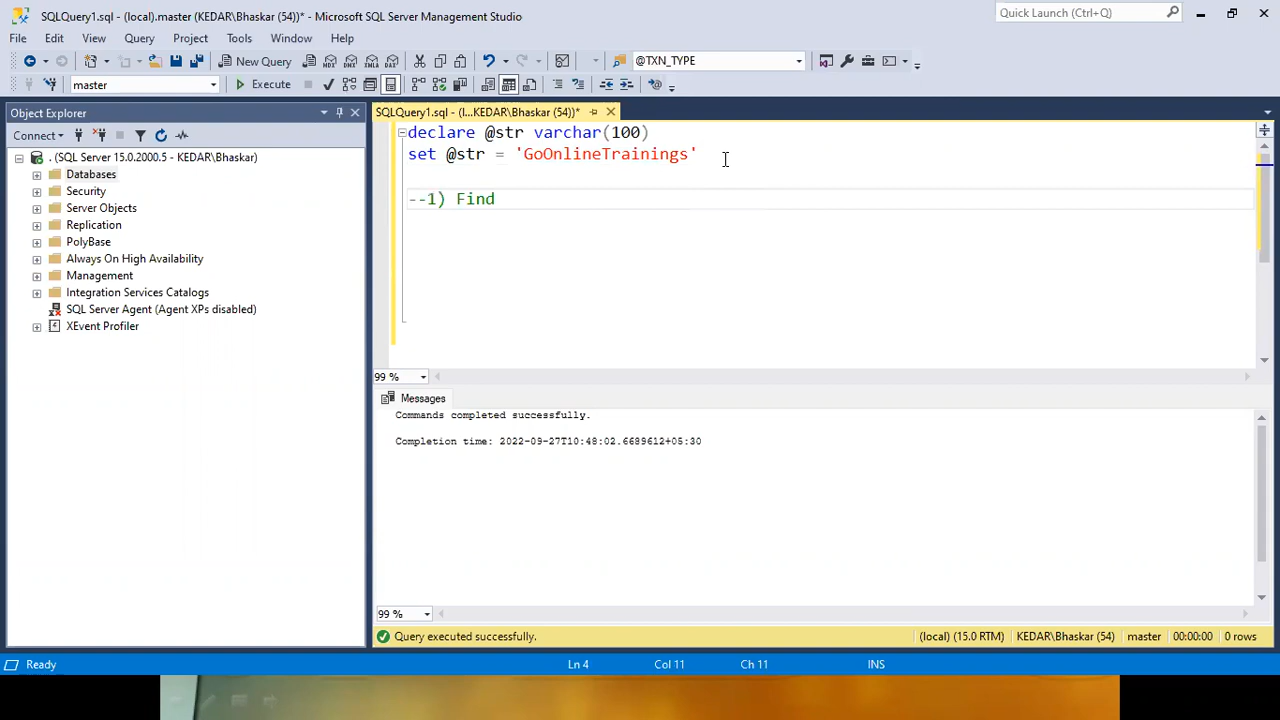 SQLQuery1.sql - (local).master (KEDAR\Bhaskar (54))* - Microsoft SQL Server Management Studio
Quick Launch (Ctrl+Q)
File Edit View Query Project Tools Window Help
New Query
@TXN_TYPE
master
Execute
Object Explorer
SQLQuery1.sql - (l...KEDAR\Bhaskar (54))*
Connect
. (SQL Server 15.0.2000.5 - KEDAR\Bhaskar)
Databases
Security
Server Objects
Replication
PolyBase
Always On High Availability
Management
Integration Services Catalogs
SQL Server Agent (Agent XPs disabled)
XEvent Profiler
declare @str varchar(100)
set @str = 'GoOnlineTrainings'
--1) Find
99 %
Messages
Commands completed successfully.
Completion time: 2022-09-27T10:48:02.6689612+05:30
99 %
Query executed successfully.
(local) (15.0 RTM) KEDAR\Bhaskar (54) master 00:00:00 0 rows
Ready Ln 4 Col 11 Ch 11 INS